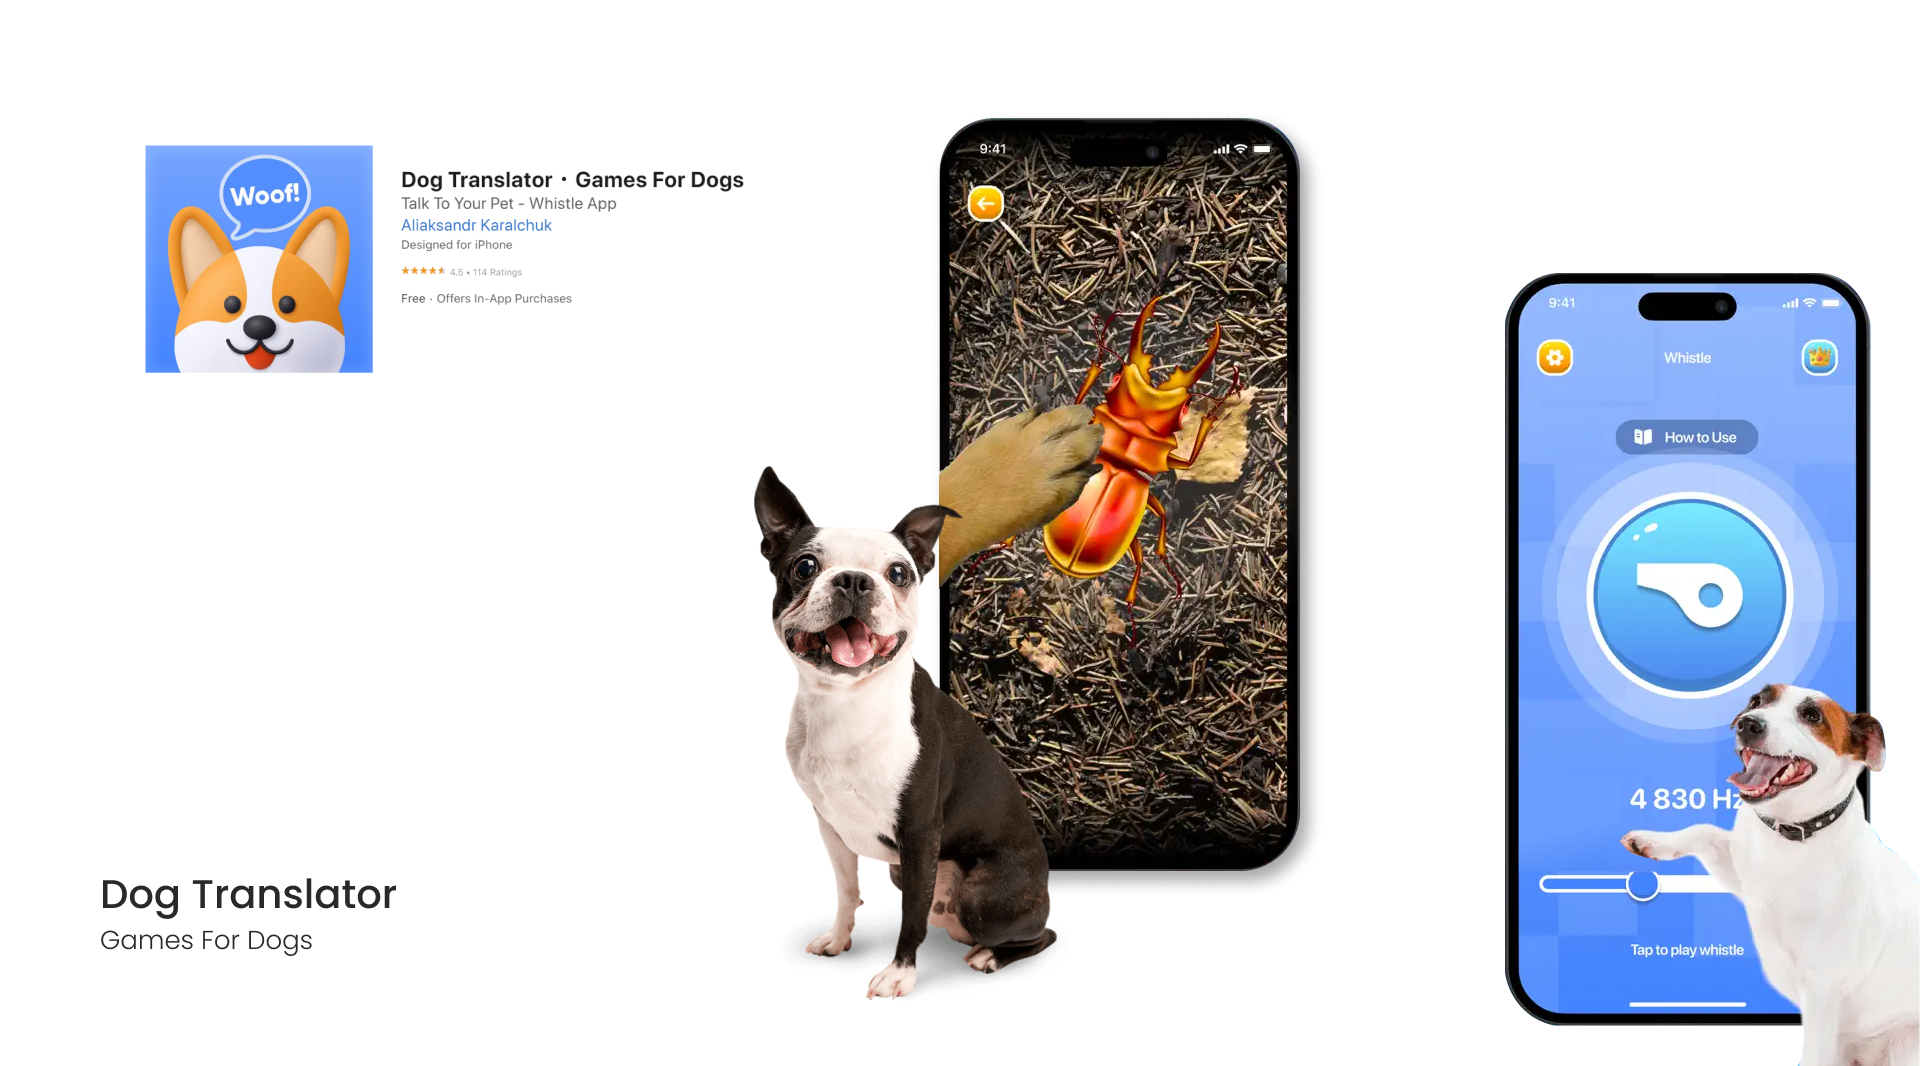 Woof!
Dog Translator · Games For Dogs
Talk To Your Pet - Whistle App
Aliaksandr Karalchuk
Designed for iPhone
4.5 • 114 Ratings
Free · Offers In-App Purchases
9:41
9:41
Whistle
How to Use
4 830 Hz
Tap to play whistle
Dog Translator
Games For Dogs